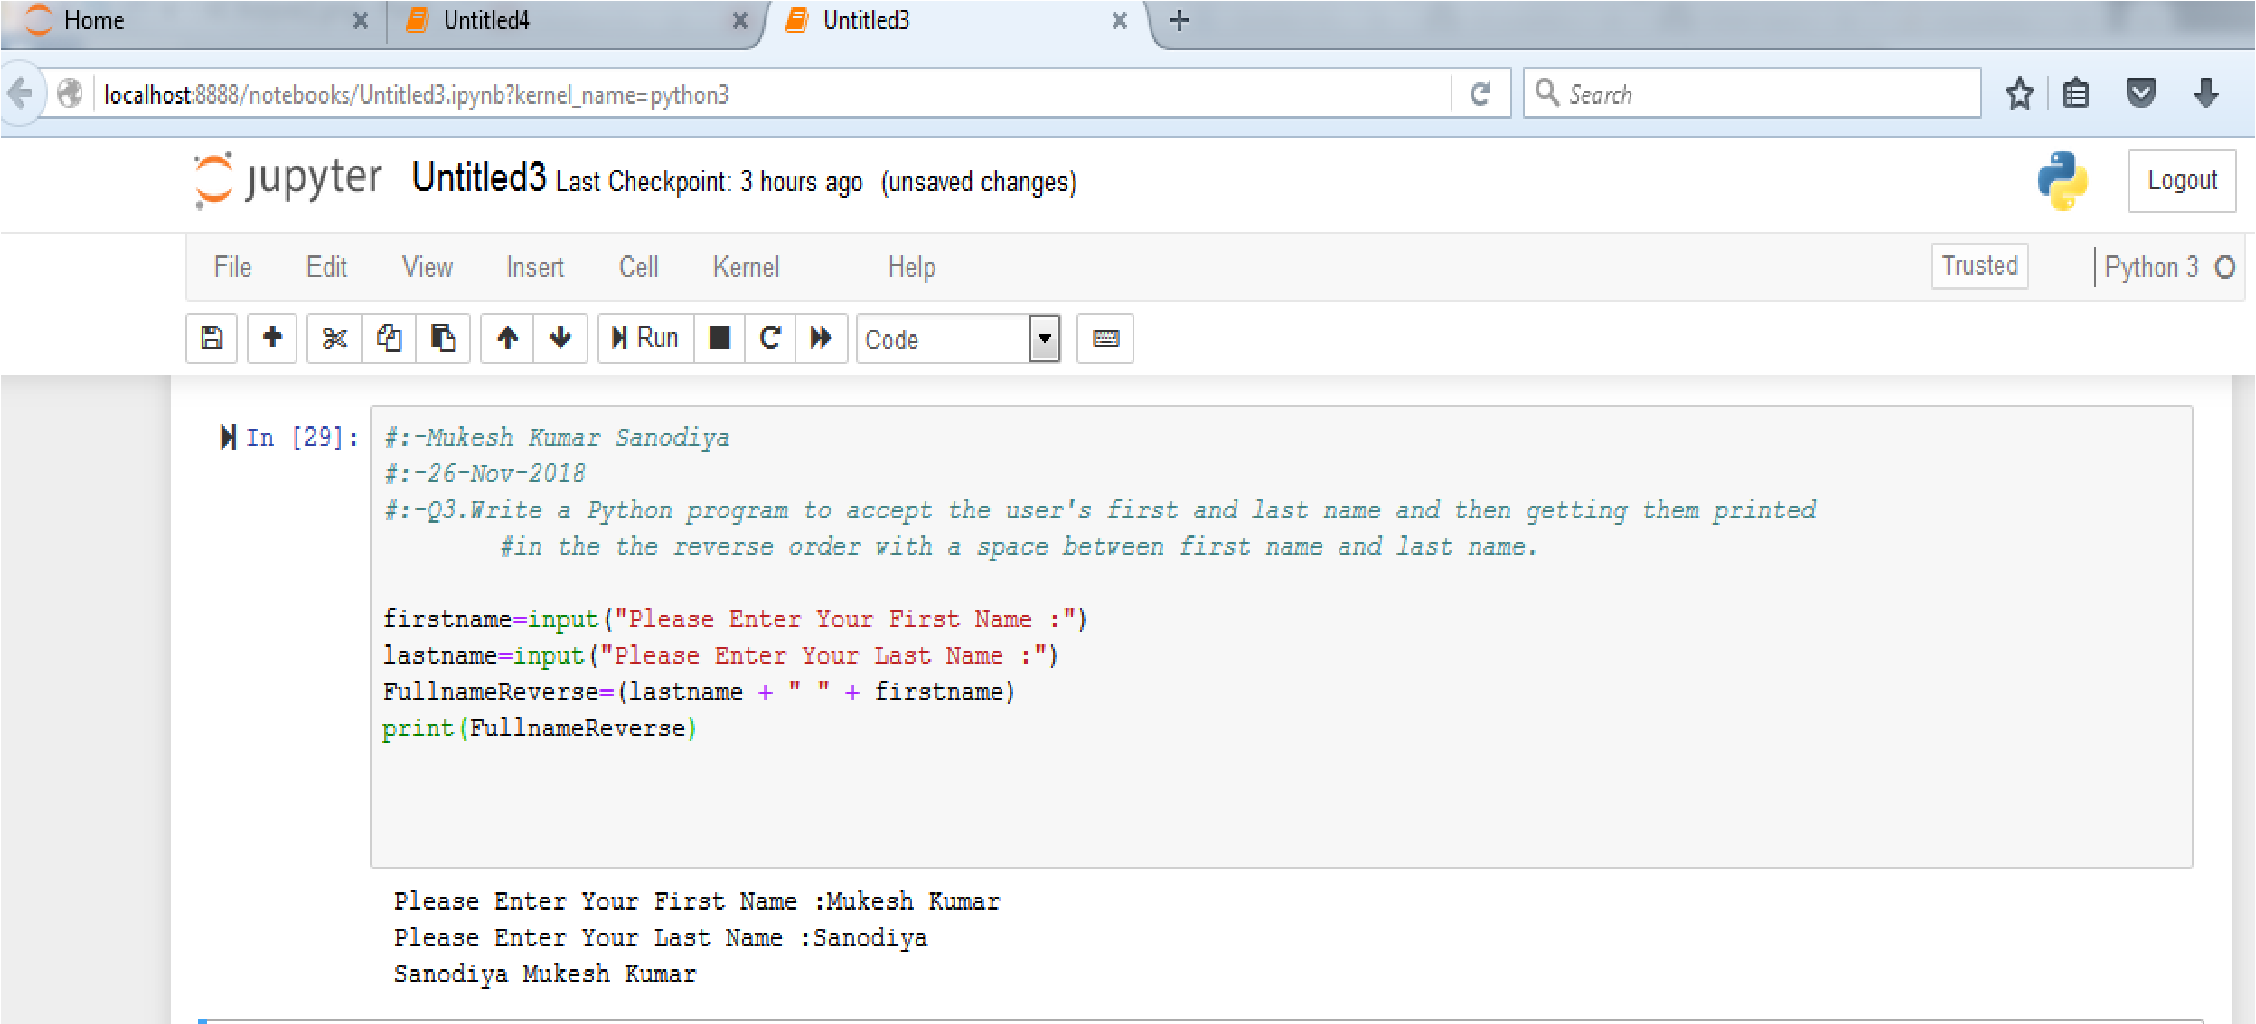 Home
Untitled4
Untitled3
localhost:8888/notebooks/Untitled3.ipynb?kernel_name=python3
Search
jupyter Untitled3 Last Checkpoint: 3 hours ago (unsaved changes)
Logout
File Edit View Insert Cell Kernel Help
Trusted
Python 3
Run
Code
In [29]:
#:-Mukesh Kumar Sanodiya
#:-26-Nov-2018
#:-Q3.Write a Python program to accept the user's first and last name and then getting them printed
#in the the reverse order with a space between first name and last name.
firstname=input("Please Enter Your First Name :")
lastname=input("Please Enter Your Last Name :")
FullnameReverse=(lastname + " " + firstname)
print(FullnameReverse)
Please Enter Your First Name :Mukesh Kumar
Please Enter Your Last Name :Sanodiya
Sanodiya Mukesh Kumar